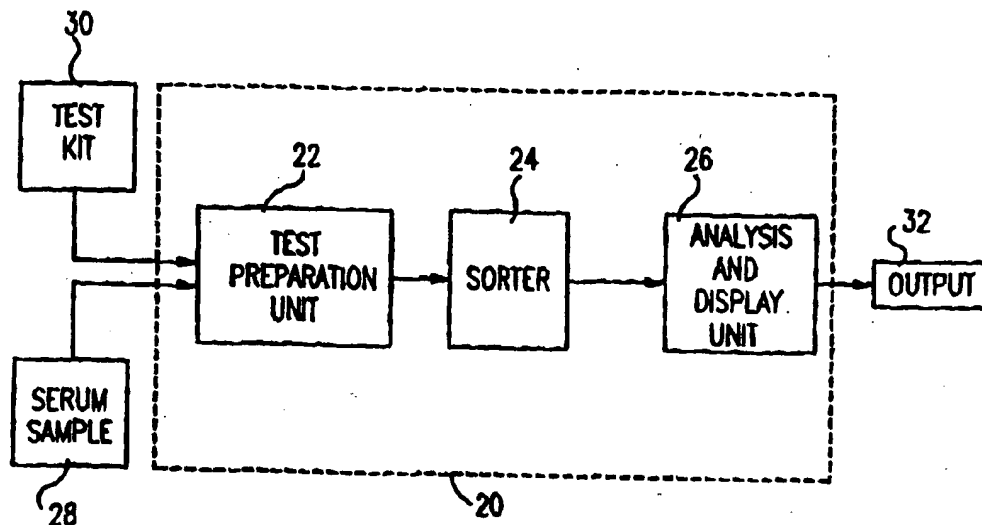 30
TEST
KIT
22
TEST
PREPARATION
UNIT
24
SORTER
26
ANALYSIS
AND
DISPLAY
UNIT
32
OUTPUT
SERUM
SAMPLE
28
20